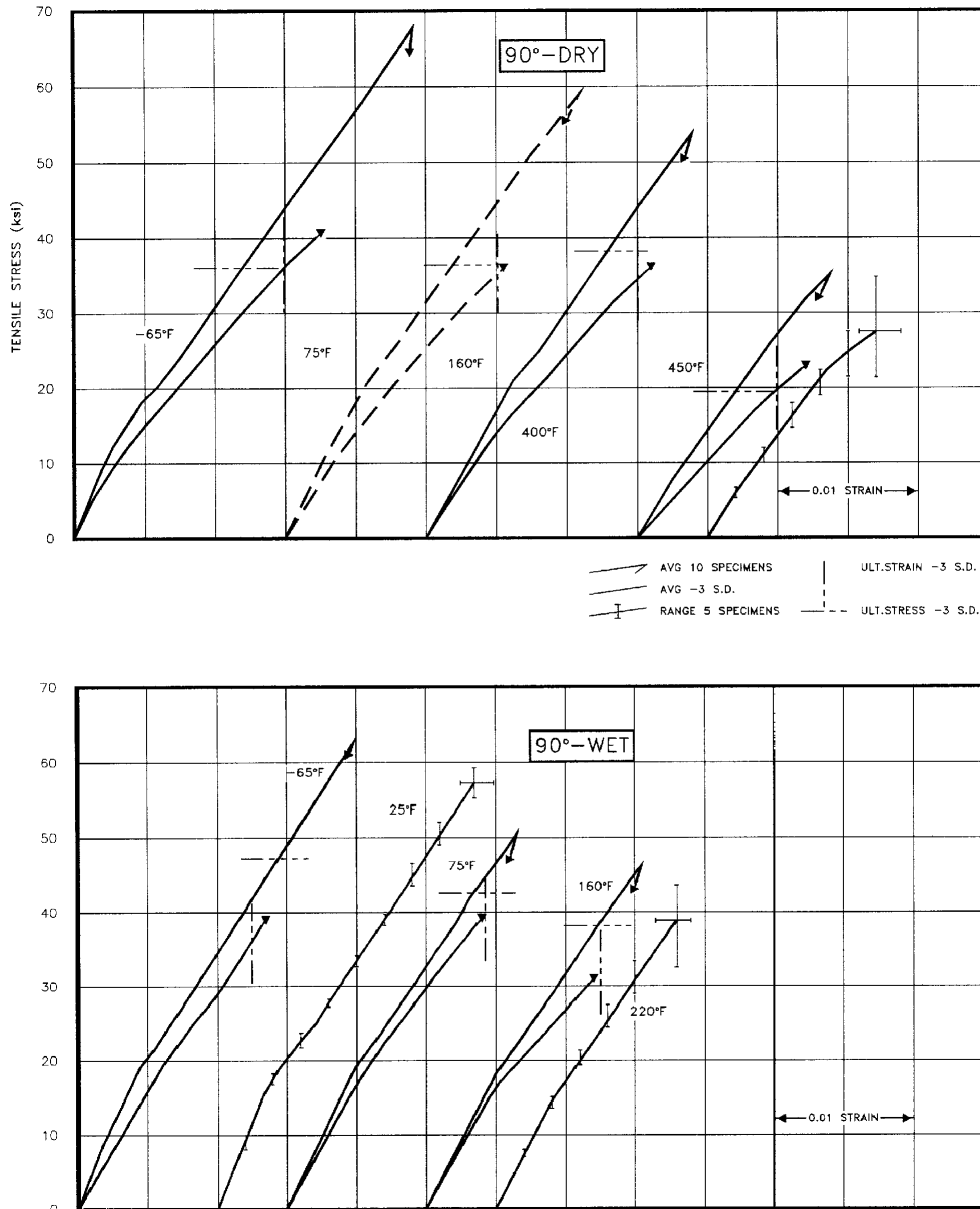 90°-DRY
TENSILE STRESS (ksi)
70
60
50
40
30
20
10
0
-65°F
75°F
160°F
400°F
450°F
0.01 STRAIN
AVG 10 SPECIMENS
AVG -3 S.D.
RANGE 5 SPECIMENS
ULT.STRAIN -3 S.D.
ULT.STRESS -3 S.D.
90°-WET
70
60
50
40
30
20
10
0
-65°F
25°F
75°F
160°F
220°F
0.01 STRAIN